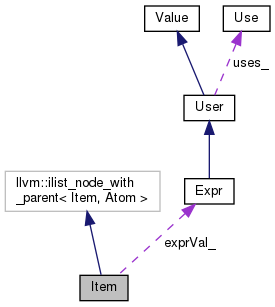 Value
Use
uses_
User
llvm::ilist_node_with
_parent< Item, Atom >
Expr
exprVal_
Item